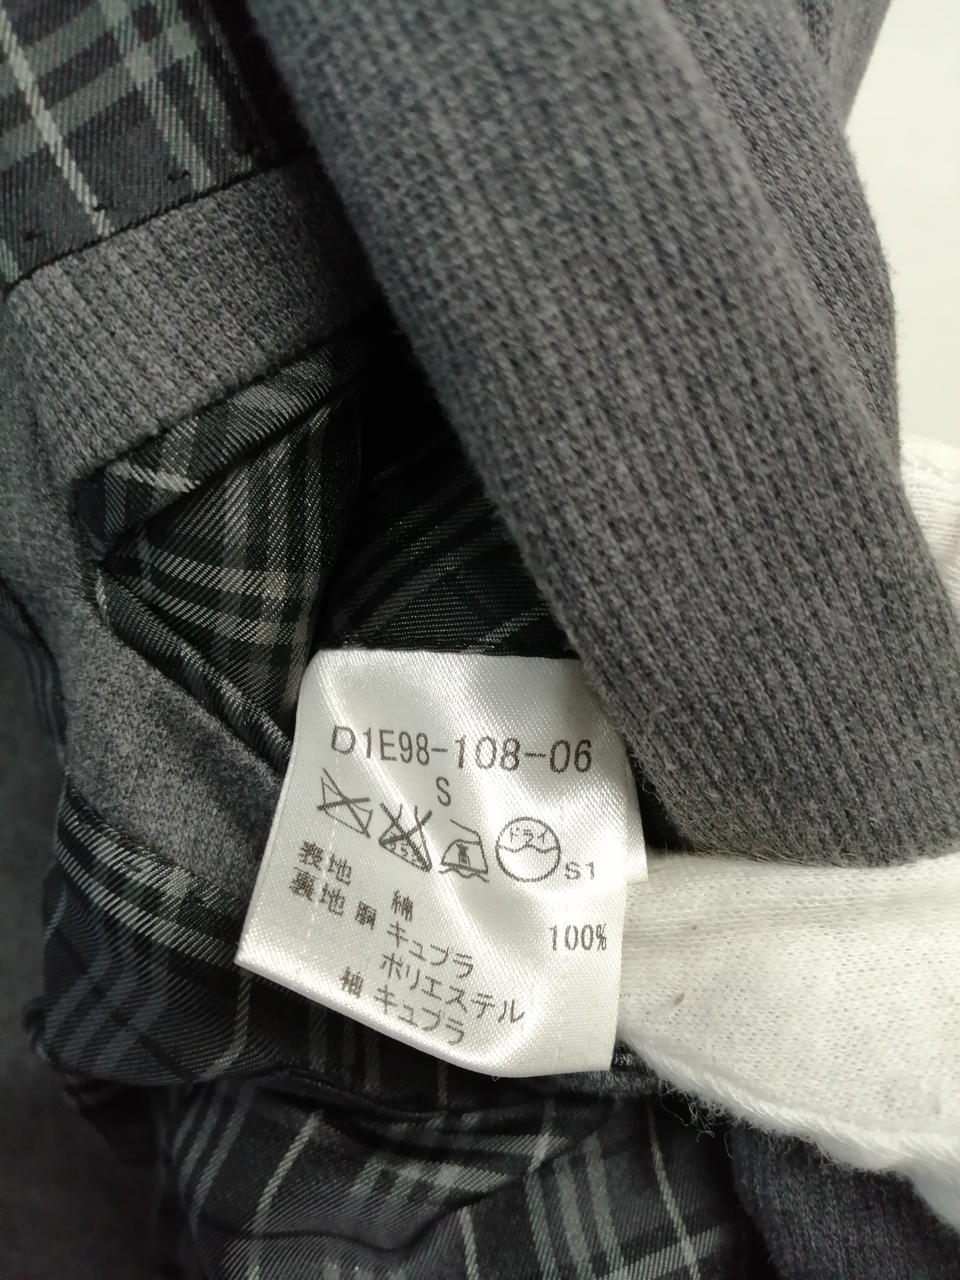 D1E98-108-06
S
ドライ
S1
表地 綿 100%
裏地 胴 キュプラ
ポリエステル
袖 キュプラ